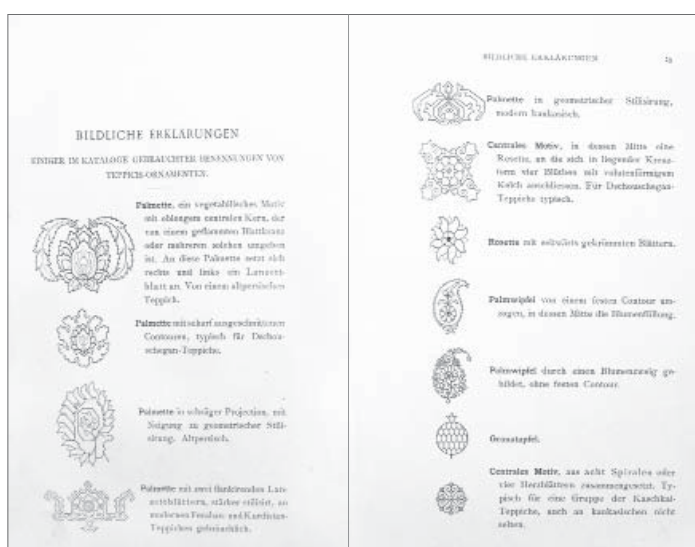 BILDLICHE ERKLÄRUNGEN
EINIGER IM KATALOGE GEBRAUCHTER BENENNUNGEN VON
TEPPICH-ORNAMENTEN.
Palmette, ein vegetabilisches Motiv
mit oblongem centralen Kern, der
von einem geflammten Blattkranz
oder mehreren solchen umgeben
ist. An diese Palmette setzt sich
rechts und links ein Lanzett-
blatt an. Von einem altpersischen
Teppich.
Palmette mit scharf ausgeschnittenen
Contouren, typisch für Dschou-
schegan-Teppiche.
Palmette in schräger Projection, mit
Neigung zu geometrischer Stili-
sirung. Altpersisch.
Palmette mit zwei flankirenden Lan-
zettblättern, stärker stilisirt, an
modernen Ferahan- und Kurdistan-
Teppichen gebräuchlich.
BILDLICHE ERKLÄRUNGEN
Palmette in geometrischer Stilisirung,
modern kaukasisch.
Centrales Motiv, in dessen Mitte eine
Rosette, an die sich in liegender Kreuz-
form vier Blüthen mit volutenförmigem
Kelch anschliessen. Für Dschouschegan-
Teppiche typisch.
Rosette mit seitwärts gekrümmten Blättern.
Palmwipfel von einem festen Contour um-
zogen, in dessen Mitte die Blumenfüllung.
Palmwipfel durch einen Blumenzweig ge-
bildet, ohne festen Contour.
Granatapfel.
Centrales Motiv, aus acht Spiralen oder
vier Herzblättern zusammengesetzt. Ty-
pisch für eine Gruppe der Kaschkai-
Teppiche, auch an kaukasischen nicht
selten.